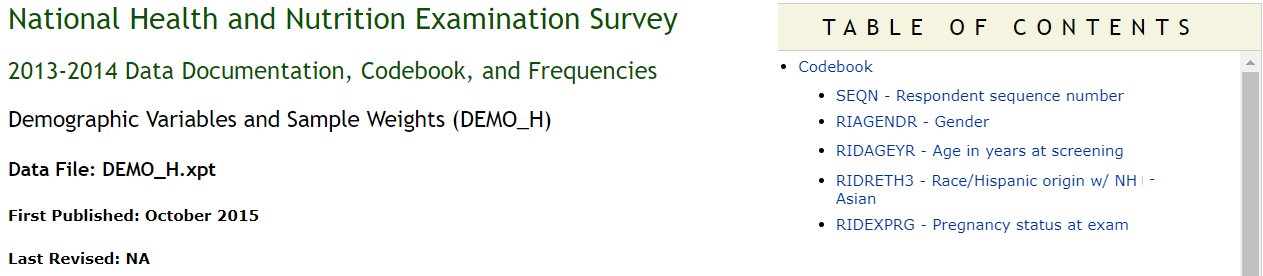 National Health and Nutrition Examination Survey
2013-2014 Data Documentation, Codebook, and Frequencies
Demographic Variables and Sample Weights (DEMO_H)
Data File: DEMO_H.xpt
First Published: October 2015
Last Revised: NA
TABLE OF CONTENTS
Codebook
SEQN - Respondent sequence number
RIAGENDR - Gender
RIDAGEYR - Age in years at screening
RIDRETH3 - Race/Hispanic origin w/ NH -
Asian
RIDEXPRG - Pregnancy status at exam